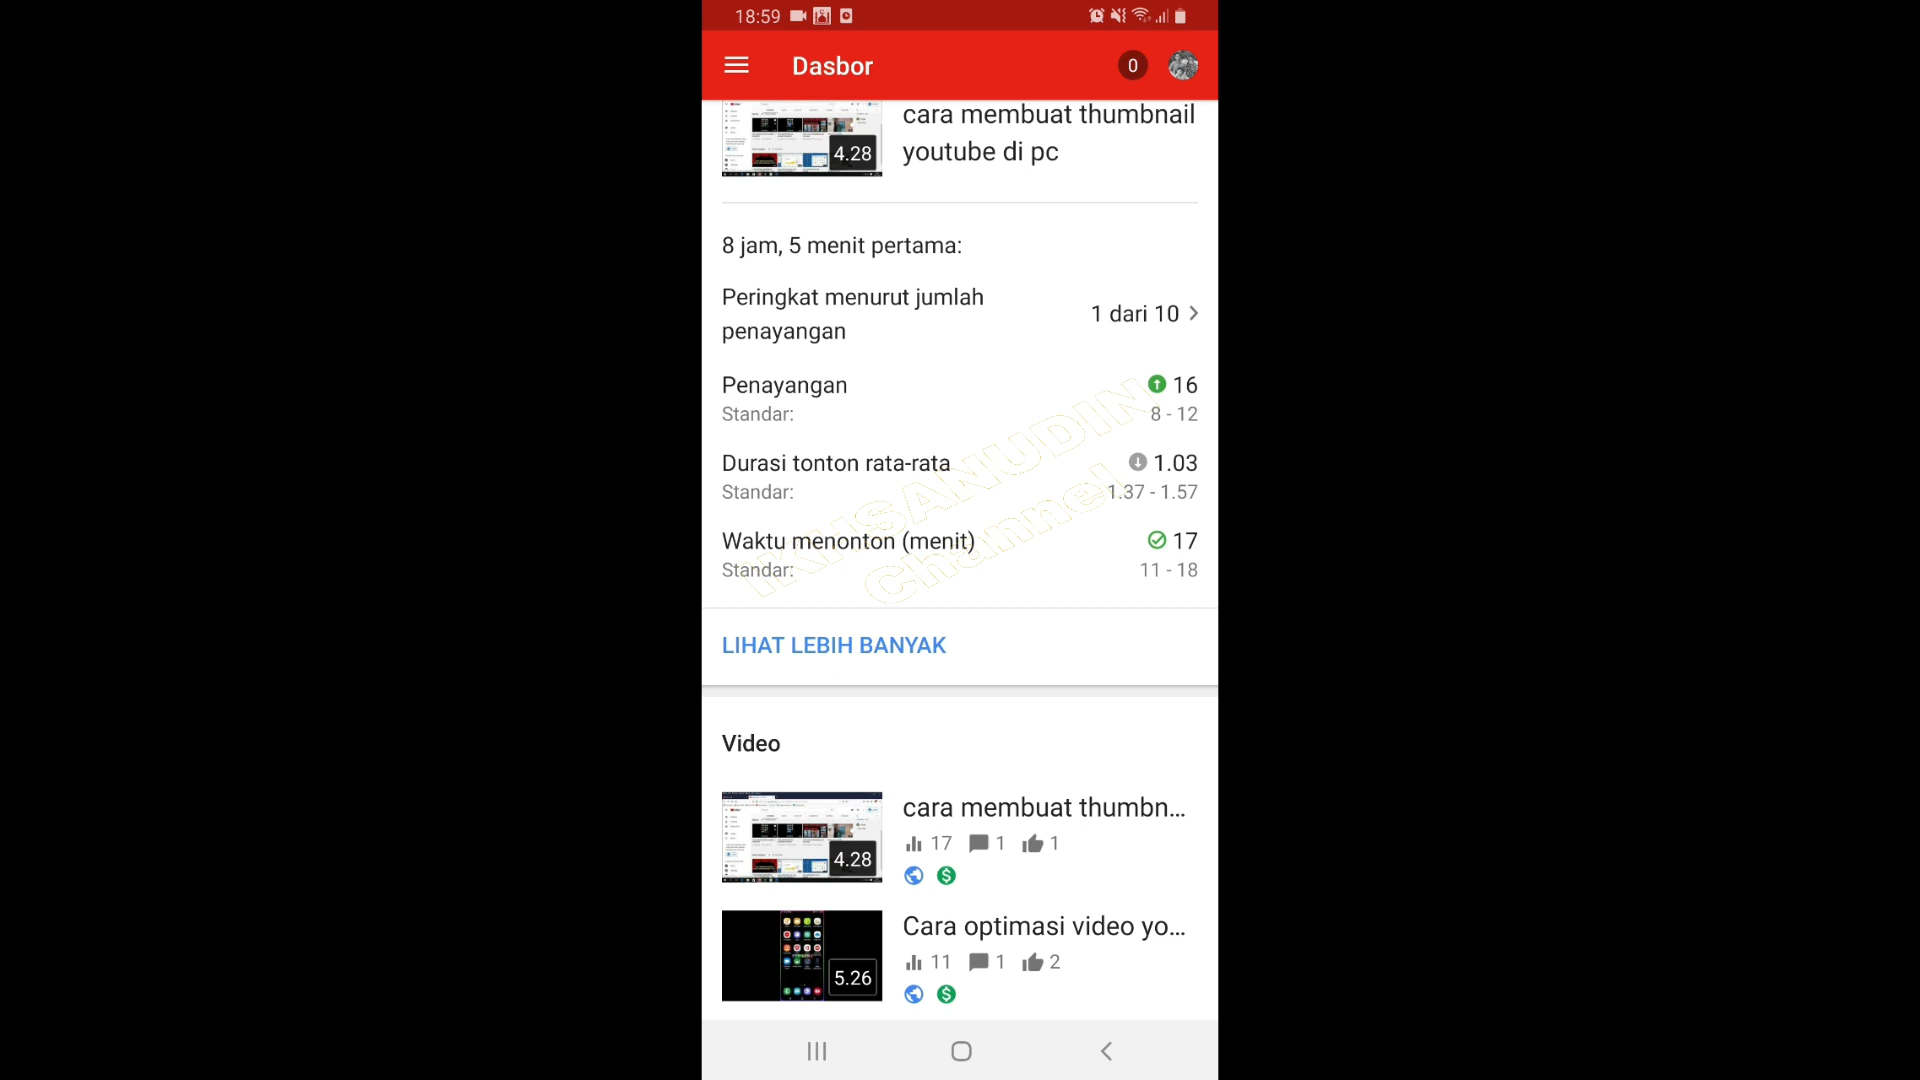 18:59
Dasbor
0
cara membuat thumbnail
youtube di pc
4.28
8 jam, 5 menit pertama:
Peringkat menurut jumlah
penayangan
1 dari 10
Penayangan
16
Standar:
8 - 12
Durasi tonton rata-rata
1.03
Standar:
1.37 - 1.57
Waktu menonton (menit)
17
Standar:
11 - 18
IKHSANUDIN
Channel
LIHAT LEBIH BANYAK
Video
4.28
cara membuat thumbn...
17 1 1
5.26
Cara optimasi video yo...
11 1 2